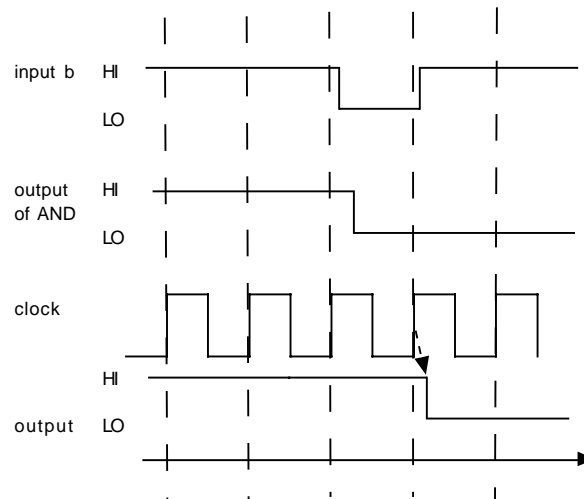 input b HI
LO
output HI
of AND
LO
clock
HI
output LO